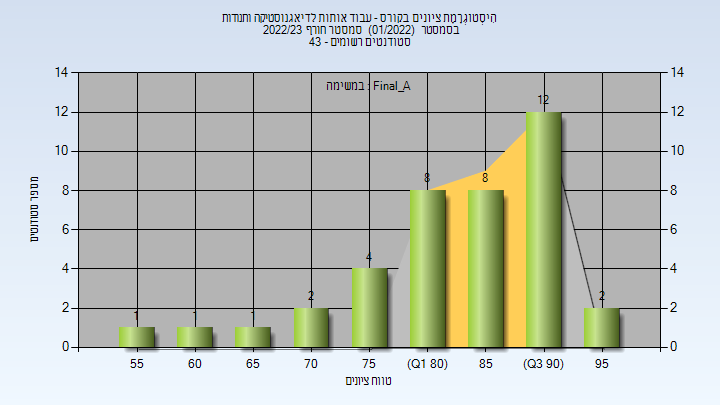 הִיסְטוֹגְרַמַת ציונים בקורס - עבוד אותות לדיאגנוסטיקה וחנודות
בסמסטר (01/2022) סמסטר חורף 2022/23
סטודנטים רשומים - 43
במשימה : Final_A
14 14
12 12
10 10
8 8
6 6
4 4
2 2
0 0
1 1 1 2 4 8 8 12 2
מספר סטודנטים
55 60 65 70 75 (Q1 80) 85 (Q3 90) 95
טווח ציונים